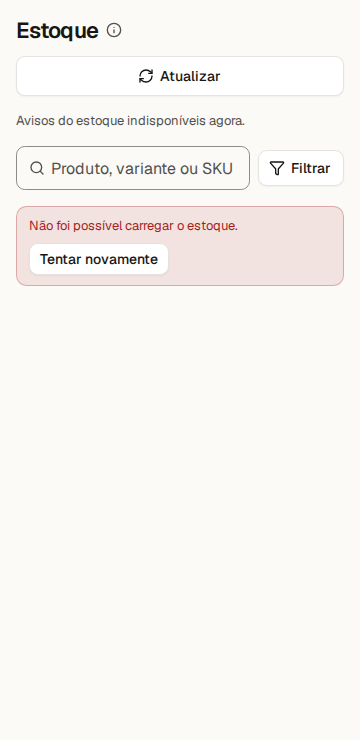 Estoque
Atualizar
Avisos do estoque indisponíveis agora.
Produto, variante ou SKU
Filtrar
Não foi possível carregar o estoque.
Tentar novamente